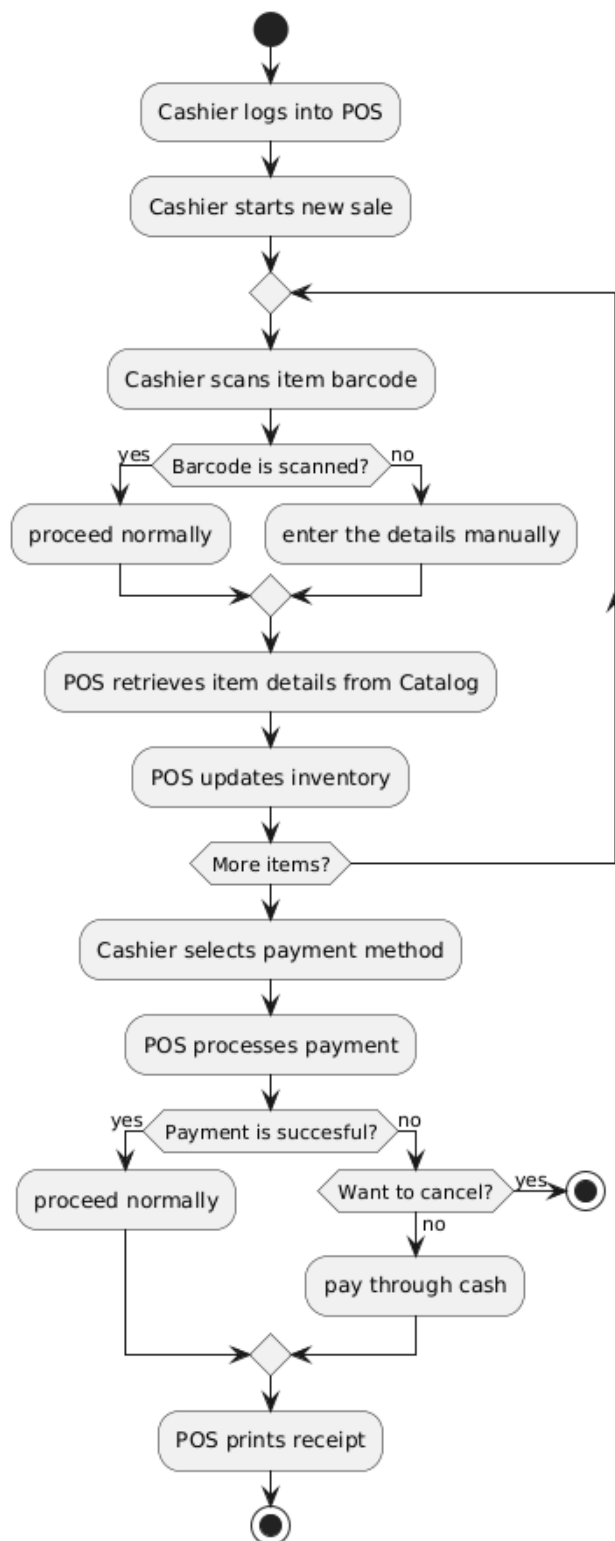 Cashier logs into POS
Cashier starts new sale
Cashier scans item barcode
yes
Barcode is scanned?
no
proceed normally
enter the details manually
POS retrieves item details from Catalog
POS updates inventory
More items?
Cashier selects payment method
POS processes payment
yes
Payment is succesful?
no
proceed normally
Want to cancel?
yes
no
pay through cash
POS prints receipt